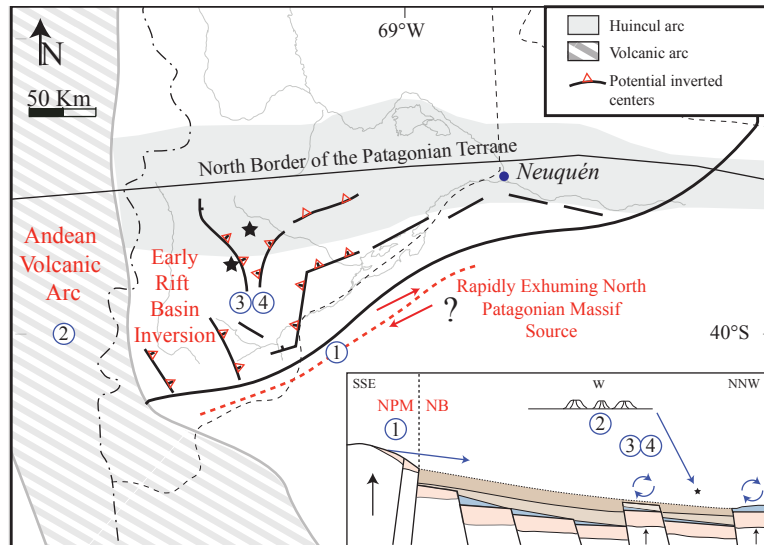 69°W
Huincul arc
Volcanic arc
Potential inverted
centers
N
50 Km
North Border of the Patagonian Terrane
Neuquén
Andean
Volcanic
Arc
2
Early
Rift
Basin
Inversion
3 4
Rapidly Exhuming North
Patagonian Massif
Source
?
1
40°S
SSE
W
NNW
NPM
NB
1
2
3 4